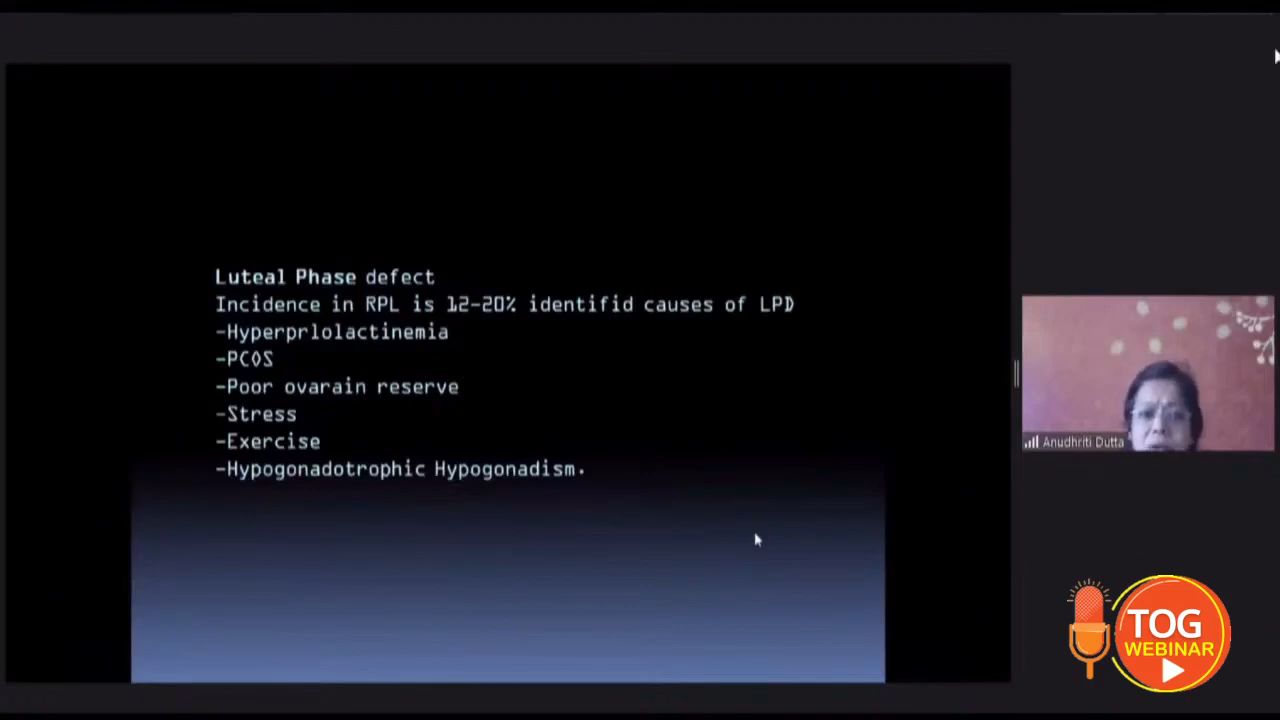 Luteal Phase defect
Incidence in RPL is 12-20% identifid causes of LPD
-Hyperprlolactinemia
-PCOS
-Poor ovarain reserve
-Stress
-Exercise
-Hypogonadotrophic Hypogonadism.
Anudhriti Dutta
TOG
WEBINAR